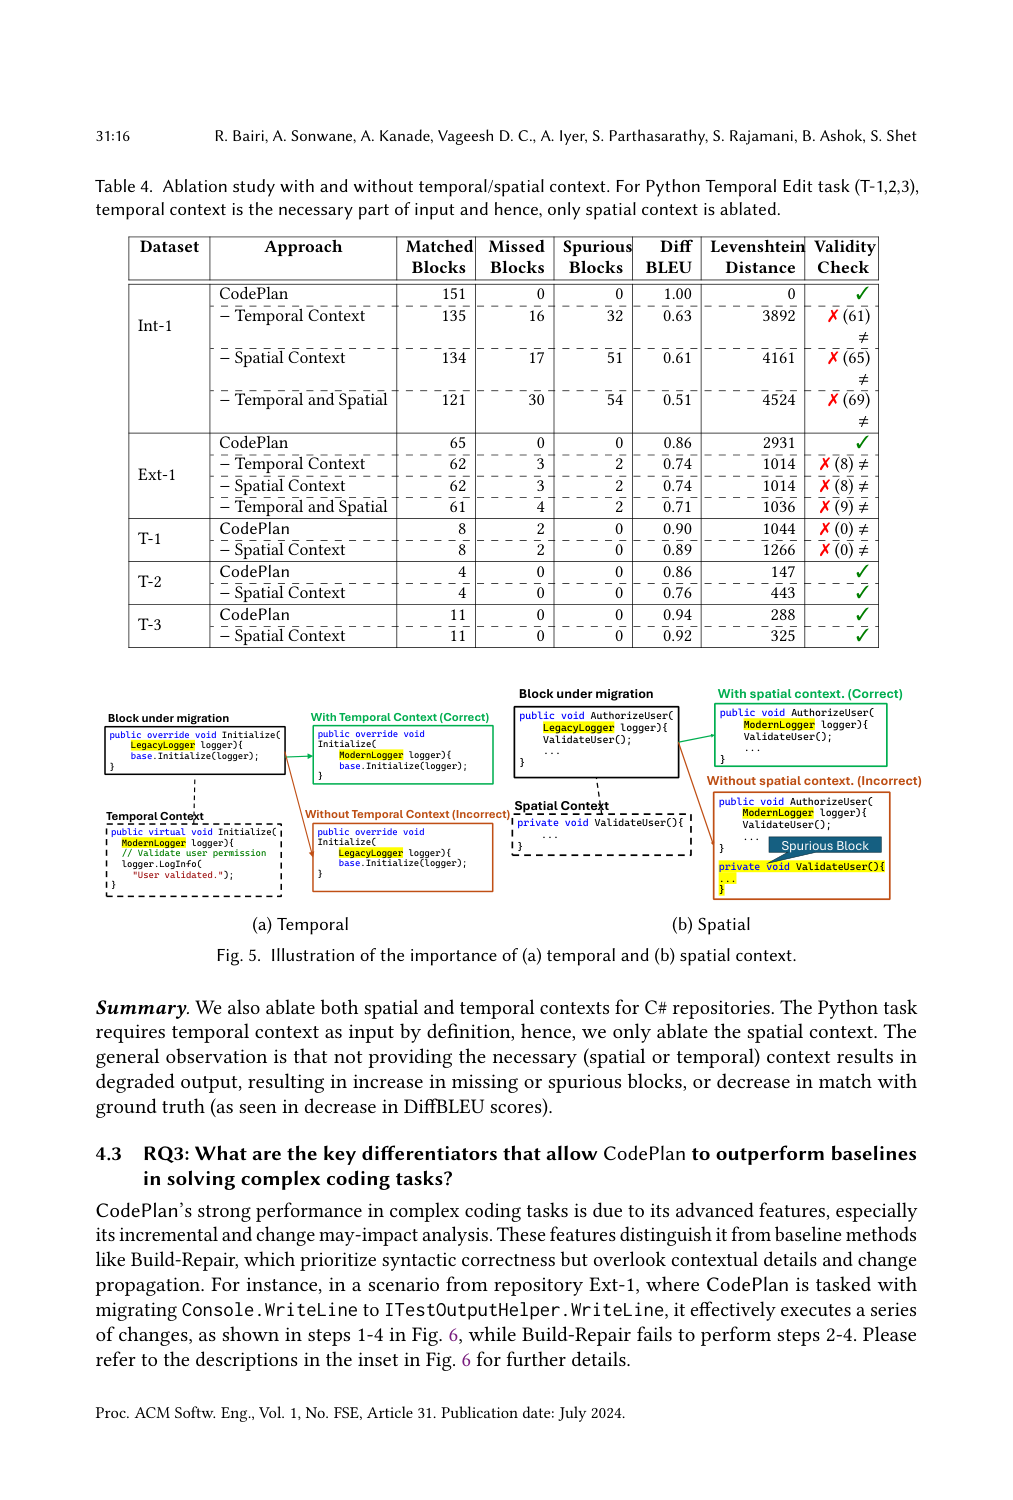 31:16 R. Bairi, A. Sonwane, A. Kanade, Vageesh D. C., A. Iyer, S. Parthasarathy, S. Rajamani, B. Ashok, S. Shet
Table 4. Ablation study with and without temporal/spatial context. For Python Temporal Edit task (T-1,2,3),
temporal context is the necessary part of input and hence, only spatial context is ablated.
Dataset Approach Matched Missed Spurious Diff Levenshtein Validity
Blocks Blocks Blocks BLEU Distance Check
Int-1
CodePlan 151 0 0 1.00 0 ✓
– Temporal Context 135 16 32 0.63 3892 ✗ (61)
≠
– Spatial Context 134 17 51 0.61 4161 ✗ (65)
≠
– Temporal and Spatial 121 30 54 0.51 4524 ✗ (69)
≠
Ext-1
CodePlan 65 0 0 0.86 2931 ✓
– Temporal Context 62 3 2 0.74 1014 ✗ (8) ≠
– Spatial Context 62 3 2 0.74 1014 ✗ (8) ≠
– Temporal and Spatial 61 4 2 0.71 1036 ✗ (9) ≠
T-1
CodePlan 8 2 0 0.90 1044 ✗ (0) ≠
– Spatial Context 8 2 0 0.89 1266 ✗ (0) ≠
T-2
CodePlan 4 0 0 0.86 147 ✓
– Spatial Context 4 0 0 0.76 443 ✓
T-3
CodePlan 11 0 0 0.94 288 ✓
– Spatial Context 11 0 0 0.92 325 ✓
Block under migration
public override void Initialize(
LegacyLogger logger){
base.Initialize(logger);
}
Temporal Context
public virtual void Initialize(
ModernLogger logger){
// Validate user permission
logger.LogInfo(
"User validated.");
}
With Temporal Context (Correct)
public override void
Initialize(
ModernLogger logger){
base.Initialize(logger);
}
Without Temporal Context (Incorrect)
public override void
Initialize(
LegacyLogger logger){
base.Initialize(logger);
}
(a) Temporal
Block under migration
public void AuthorizeUser(
LegacyLogger logger){
ValidateUser();
...
}
Spatial Context
private void ValidateUser(){
...
}
With spatial context. (Correct)
public void AuthorizeUser(
ModernLogger logger){
ValidateUser();
...
}
Without spatial context. (Incorrect)
public void AuthorizeUser(
ModernLogger logger){
ValidateUser();
...
}
Spurious Block
private void ValidateUser(){
...
}
(b) Spatial
Fig. 5. Illustration of the importance of (a) temporal and (b) spatial context.
Summary. We also ablate both spatial and temporal contexts for C# repositories. The Python task
requires temporal context as input by definition, hence, we only ablate the spatial context. The
general observation is that not providing the necessary (spatial or temporal) context results in
degraded output, resulting in increase in missing or spurious blocks, or decrease in match with
ground truth (as seen in decrease in DiffBLEU scores).
4.3 RQ3: What are the key differentiators that allow CodePlan to outperform baselines
in solving complex coding tasks?
CodePlan's strong performance in complex coding tasks is due to its advanced features, especially
its incremental and change may-impact analysis. These features distinguish it from baseline methods
like Build-Repair, which prioritize syntactic correctness but overlook contextual details and change
propagation. For instance, in a scenario from repository Ext-1, where CodePlan is tasked with
migrating Console.WriteLine to ITestOutputHelper.WriteLine, it effectively executes a series
of changes, as shown in steps 1-4 in Fig. 6, while Build-Repair fails to perform steps 2-4. Please
refer to the descriptions in the inset in Fig. 6 for further details.
Proc. ACM Softw. Eng., Vol. 1, No. FSE, Article 31. Publication date: July 2024.